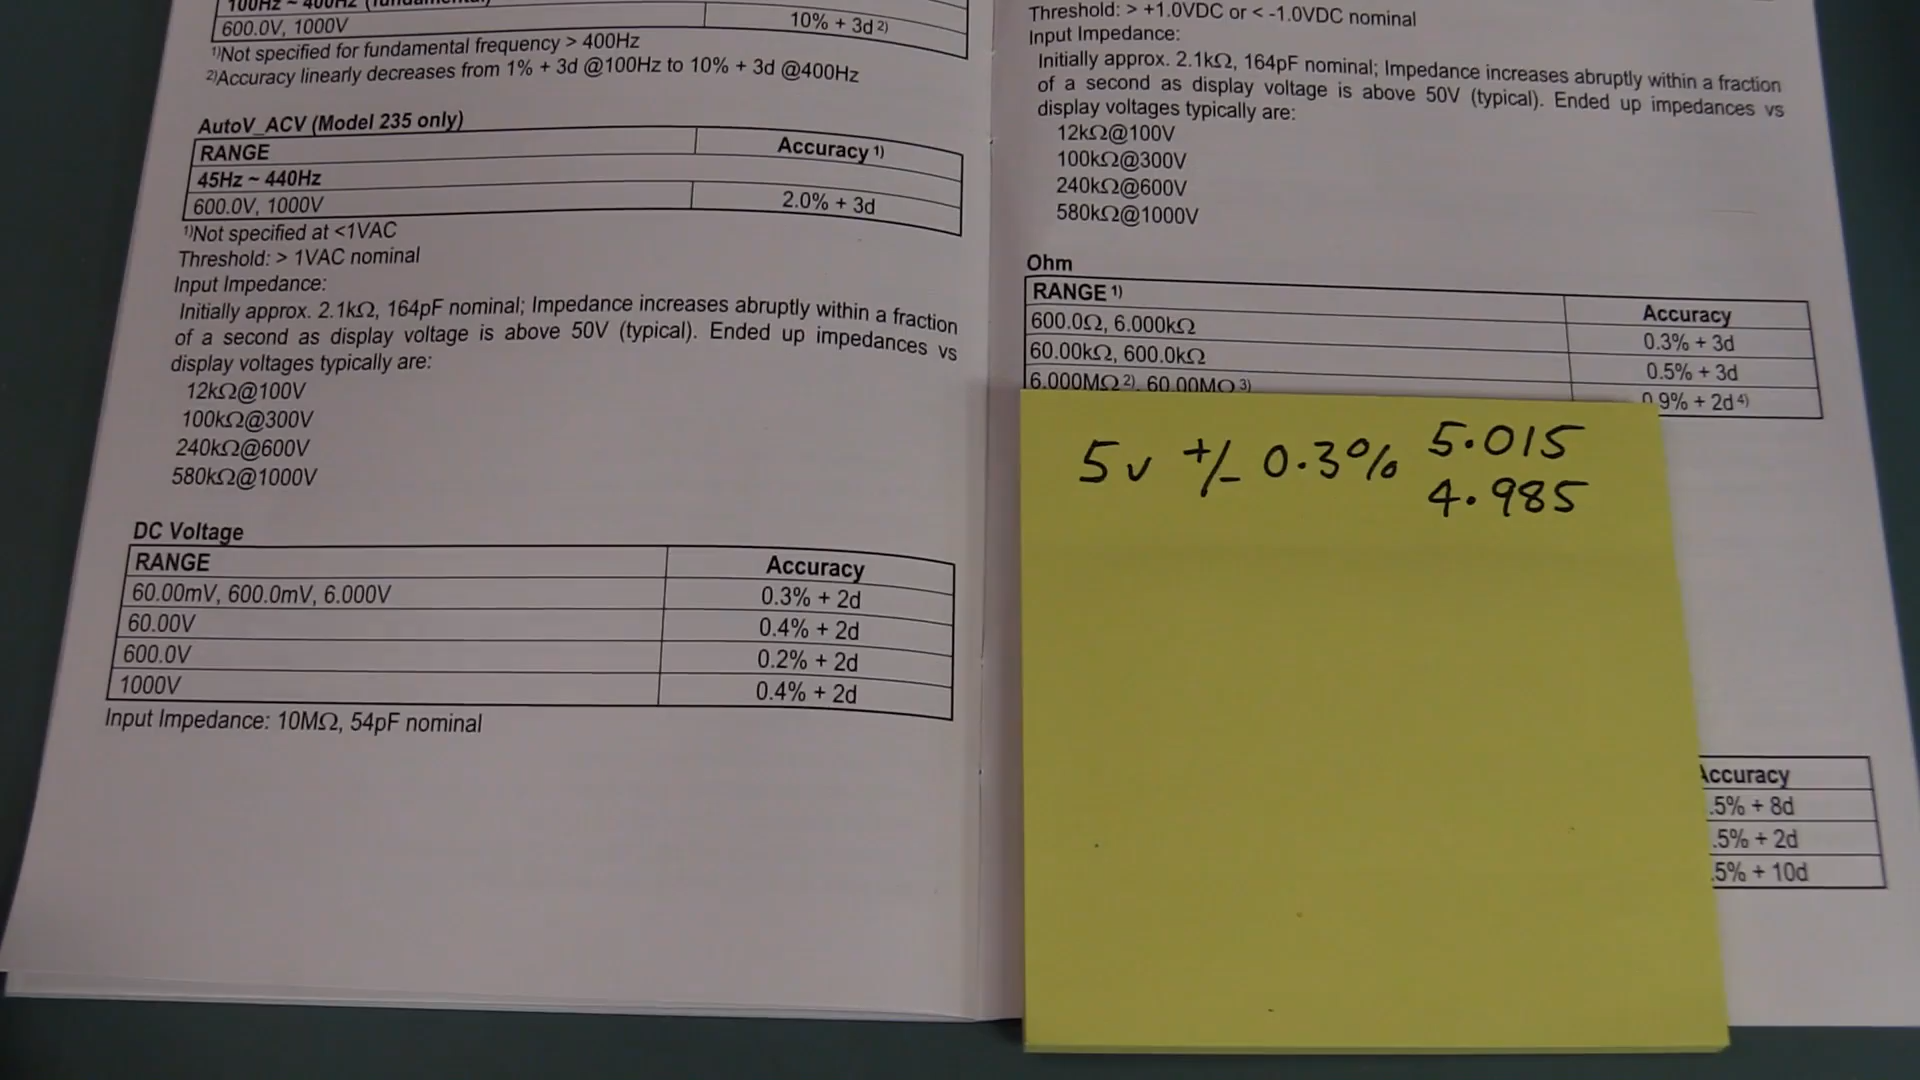 100Hz ~ 400Hz (fundamental)
600.0V, 1000V 10% + 3d 2)
1)Not specified for fundamental frequency > 400Hz
2)Accuracy linearly decreases from 1% + 3d @100Hz to 10% + 3d @400Hz
AutoV_ACV (Model 235 only)
RANGE Accuracy 1)
45Hz ~ 440Hz
600.0V, 1000V 2.0% + 3d
1)Not specified at <1VAC
Threshold: > 1VAC nominal
Input Impedance:
Initially approx. 2.1kΩ, 164pF nominal; Impedance increases abruptly within a fraction
of a second as display voltage is above 50V (typical). Ended up impedances vs
display voltages typically are:
12kΩ@100V
100kΩ@300V
240kΩ@600V
580kΩ@1000V
DC Voltage
RANGE Accuracy
60.00mV, 600.0mV, 6.000V 0.3% + 2d
60.00V 0.4% + 2d
600.0V 0.2% + 2d
1000V 0.4% + 2d
Input Impedance: 10MΩ, 54pF nominal
Threshold: > +1.0VDC or < -1.0VDC nominal
Input Impedance:
Initially approx. 2.1kΩ, 164pF nominal; Impedance increases abruptly within a fraction
of a second as display voltage is above 50V (typical). Ended up impedances vs
display voltages typically are:
12kΩ@100V
100kΩ@300V
240kΩ@600V
580kΩ@1000V
Ohm
RANGE 1) Accuracy
600.0Ω, 6.000kΩ 0.3% + 3d
60.00kΩ, 600.0kΩ 0.5% + 3d
6.000MΩ 2), 60.00MΩ 3) 0.9% + 2d 4)
5v +/- 0.3% 5.015
4.985
Accuracy
.5% + 8d
.5% + 2d
.5% + 10d